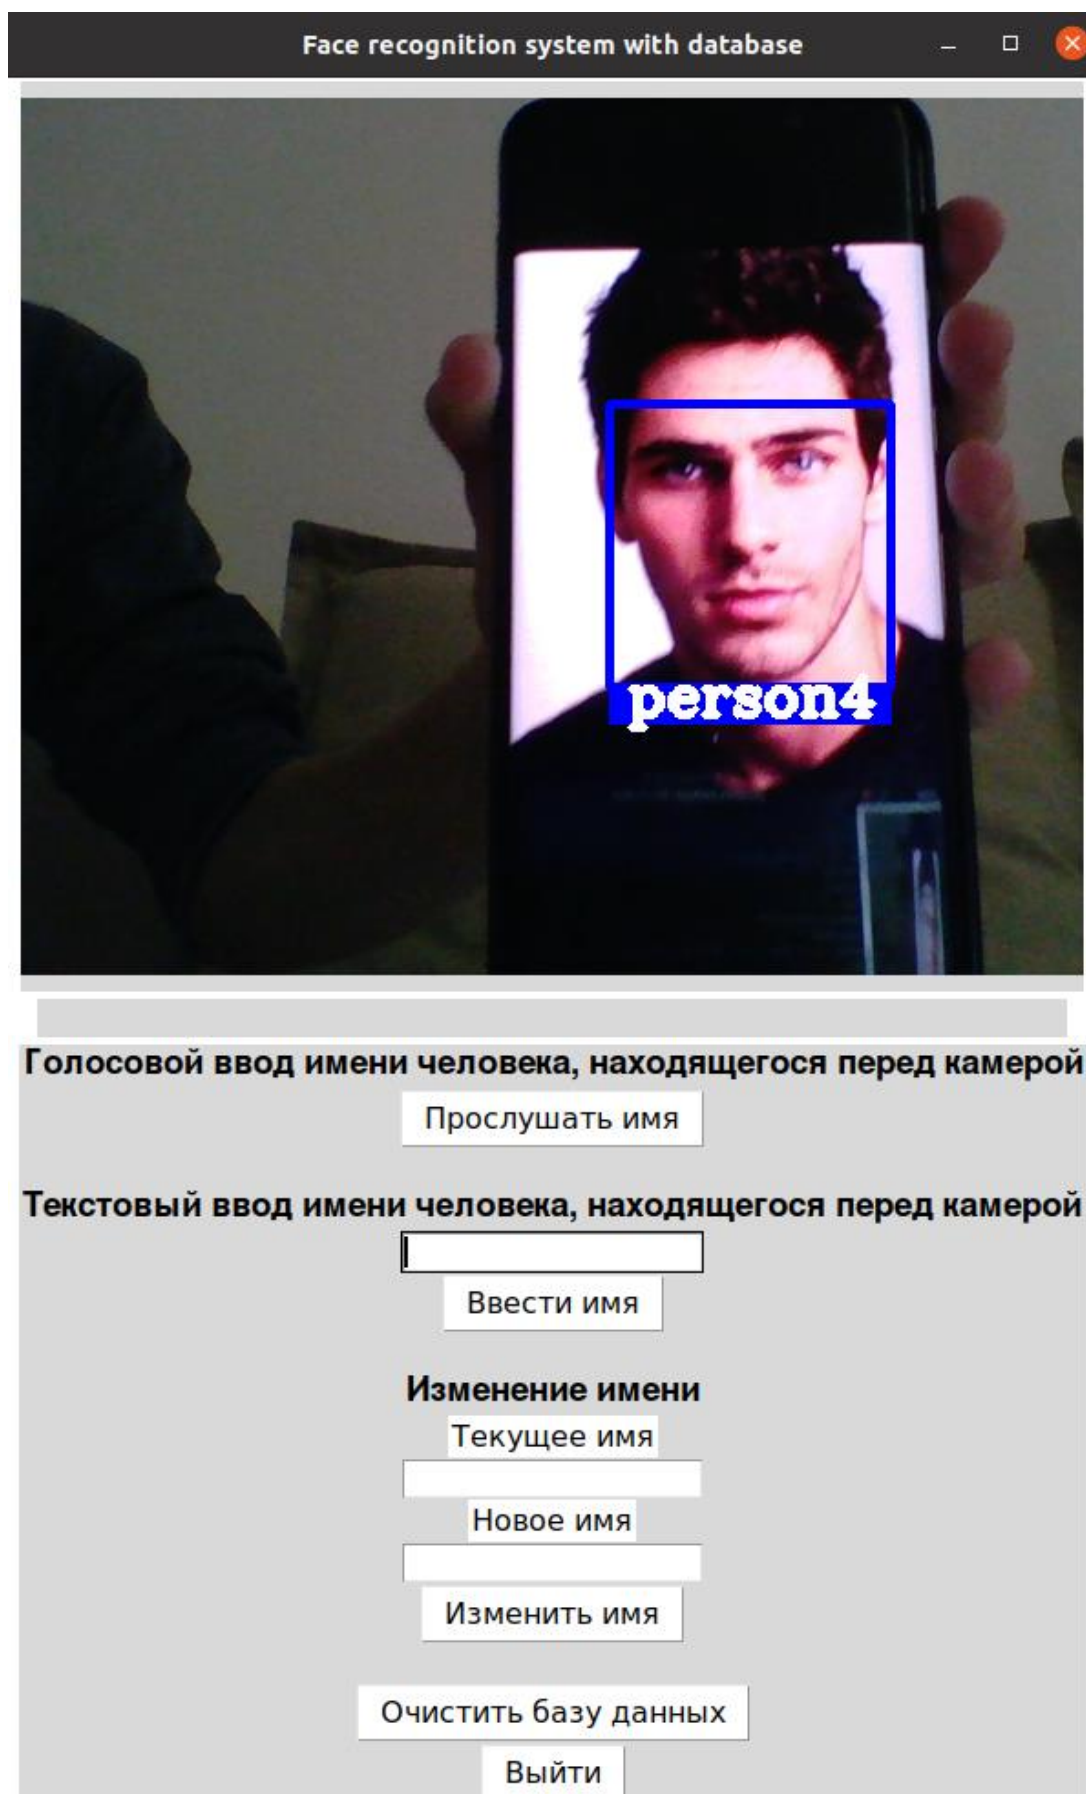 Face recognition system with database
person4
Голосовой ввод имени человека, находящегося перед камерой
Прослушать имя
Текстовый ввод имени человека, находящегося перед камерой
Ввести имя
Изменение имени
Текущее имя
Новое имя
Изменить имя
Очистить базу данных
Выйти